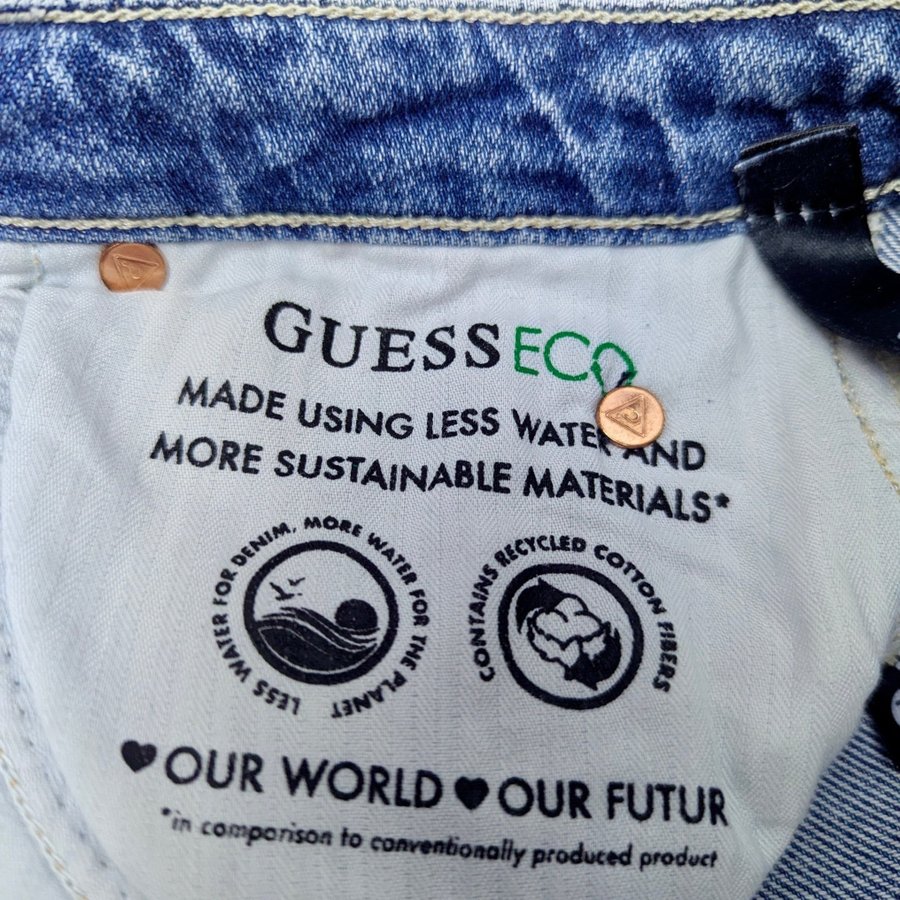 GUESS ECO
MADE USING LESS WATER AND
MORE SUSTAINABLE MATERIALS*
LESS WATER FOR DENIM, MORE WATER FOR THE PLANET
CONTAINS RECYCLED COTTON FIBERS
♥OUR WORLD ♥ OUR FUTUR
*in comparison to conventionally produced product